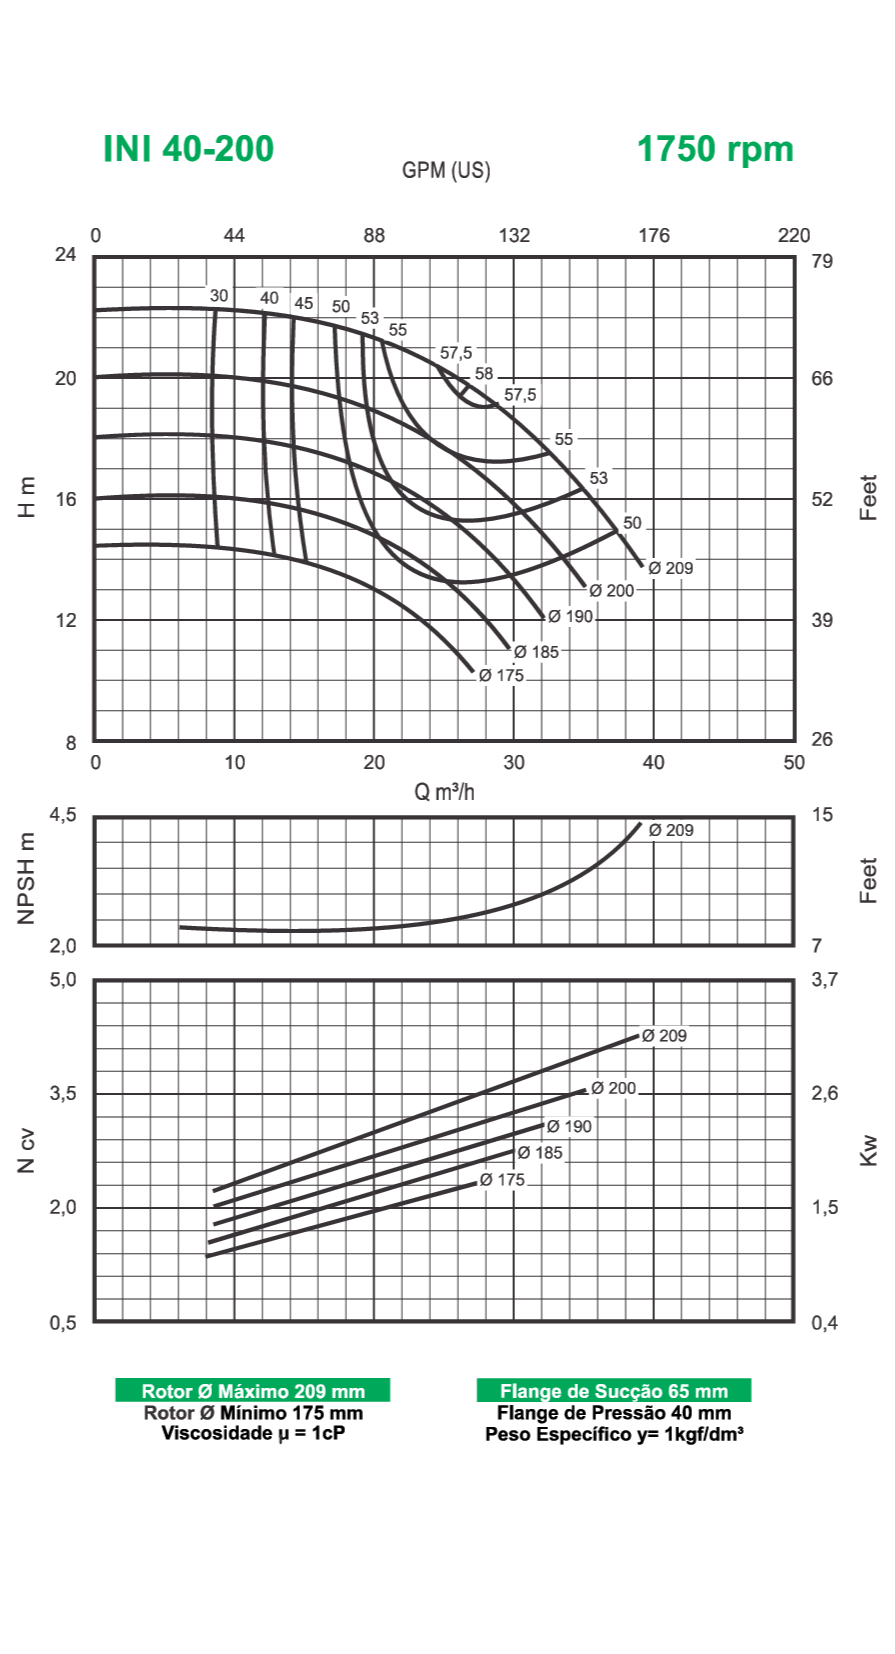 INI 40-200 1750 rpm
GPM (US)
0 44 88 132 176 220
24 79
30 40 45 50 53 55
57,5 58 57,5
20 66
55
53
H m 16 52 Feet
50
Ø 209
Ø 200
12 Ø 190 39
Ø 185
Ø 175
8 26
0 10 20 30 40 50
Q m³/h
4,5 15
Ø 209
NPSH m Feet
2,0 7
5,0 3,7
Ø 209
3,5 Ø 200 2,6
Ø 190
N cv Ø 185 Kw
Ø 175
2,0 1,5
0,5 0,4
Rotor Ø Máximo 209 mm Flange de Sucção 65 mm
Rotor Ø Mínimo 175 mm Flange de Pressão 40 mm
Viscosidade µ = 1cP Peso Específico y= 1kgf/dm³